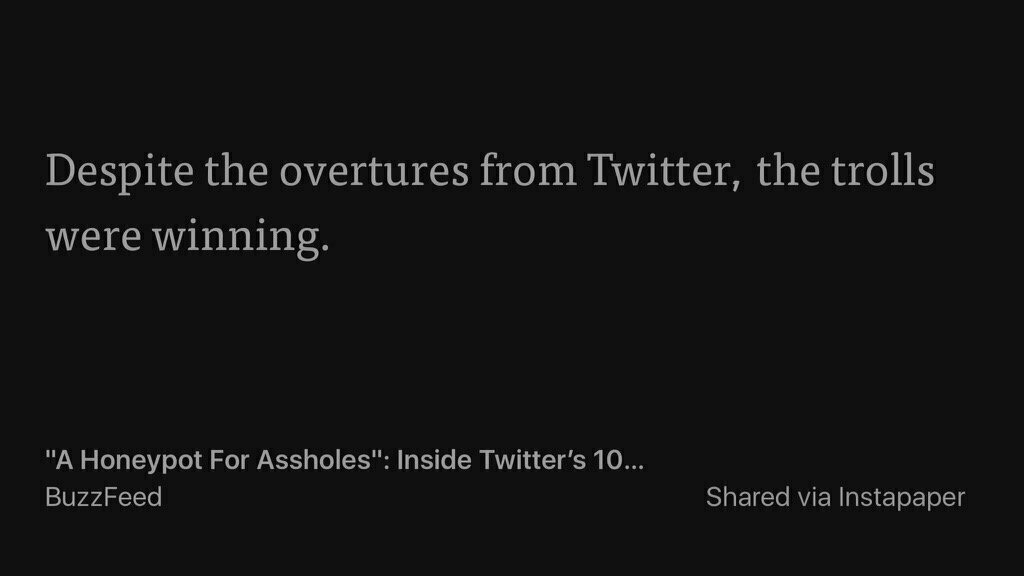 Despite the overtures from Twitter, the trolls
were winning.
"A Honeypot For Assholes": Inside Twitter’s 10...
BuzzFeed
Shared via Instapaper